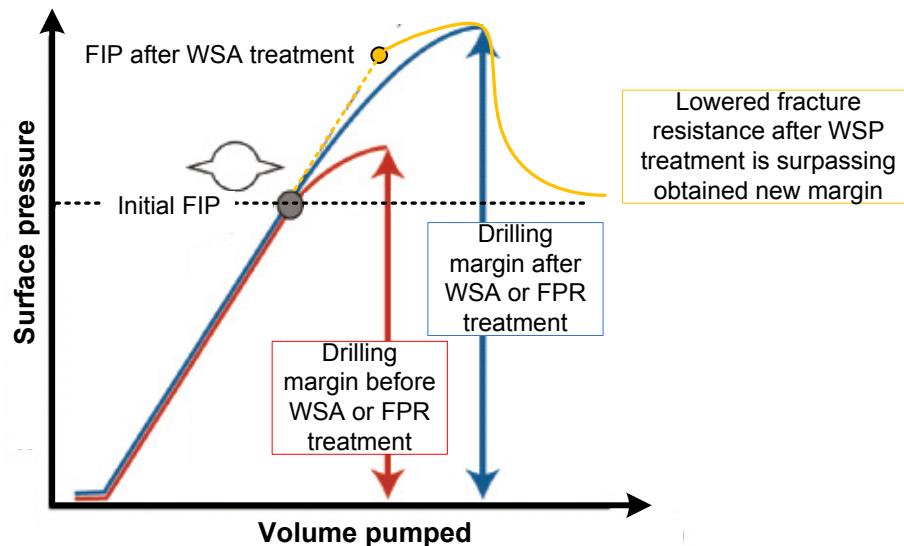 FIP after WSA treatment
Lowered fracture
resistance after WSP
treatment is surpassing
obtained new margin
Surface pressure
Initial FIP
Drilling
margin after
WSA or FPR
treatment
Drilling
margin before
WSA or FPR
treatment
Volume pumped